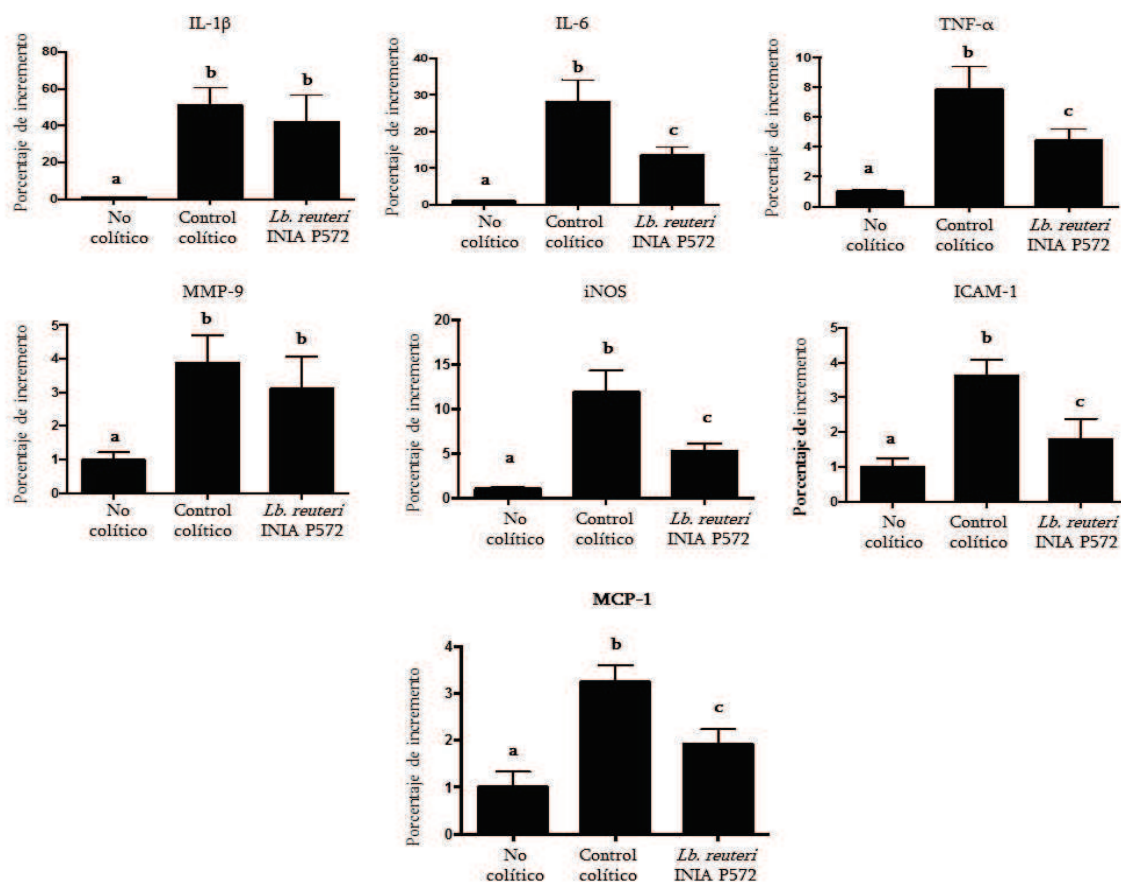 IL-1β
Porcentaje de incremento
80
60
40
20
0
a
b
b
No colítico
Control colítico
Lb. reuteri INIA P572
IL-6
Porcentaje de incremento
40
30
20
10
0
a
b
c
No colítico
Control colítico
Lb. reuteri INIA P572
TNF-α
Porcentaje de incremento
10
8
6
4
2
0
a
b
c
No colítico
Control colítico
Lb. reuteri INIA P572
MMP-9
Porcentaje de incremento
5
4
3
2
1
0
a
b
b
No colítico
Control colítico
Lb. reuteri INIA P572
iNOS
Porcentaje de incremento
20
15
10
5
0
a
b
c
No colítico
Control colítico
Lb. reuteri INIA P572
ICAM-1
Porcentaje de incremento
5
4
3
2
1
0
a
b
c
No colítico
Control colítico
Lb. reuteri INIA P572
MCP-1
Porcentaje de incremento
4
3
2
1
0
a
b
c
No colítico
Control colítico
Lb. reuteri INIA P572